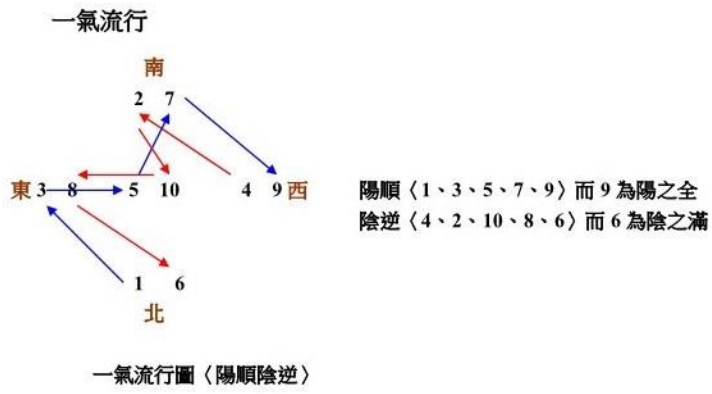 一氣流行
南
2 7
東 3 8 5 10 4 9 西
1 6
北
陽順〈1、3、5、7、9〉而 9 為陽之全
陰逆〈4、2、10、8、6〉而 6 為陰之滿
一氣流行圖〈陽順陰逆〉